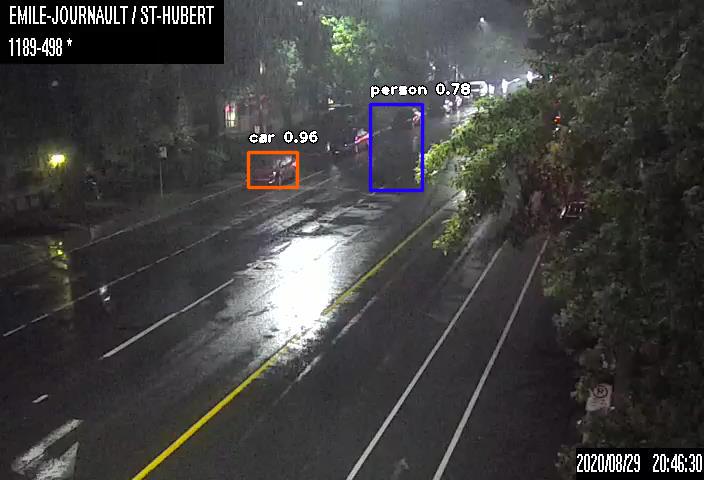 EMILE-JOURNAULT / ST-HUBERT
1189-498 *
person 0.78
car 0.96
2020/08/29 20:46:30